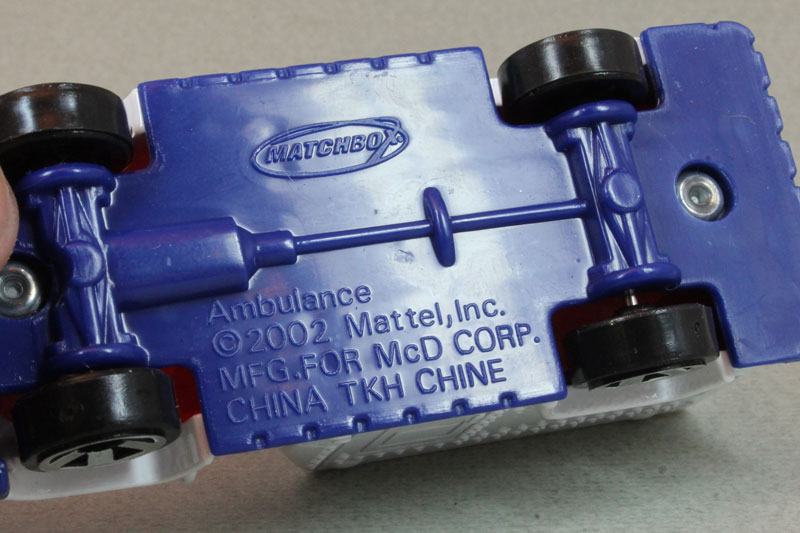 MATCHBOX
Ambulance
©2002 Mattel, Inc.
MFG.FOR McD CORP.
CHINA TKH CHINE